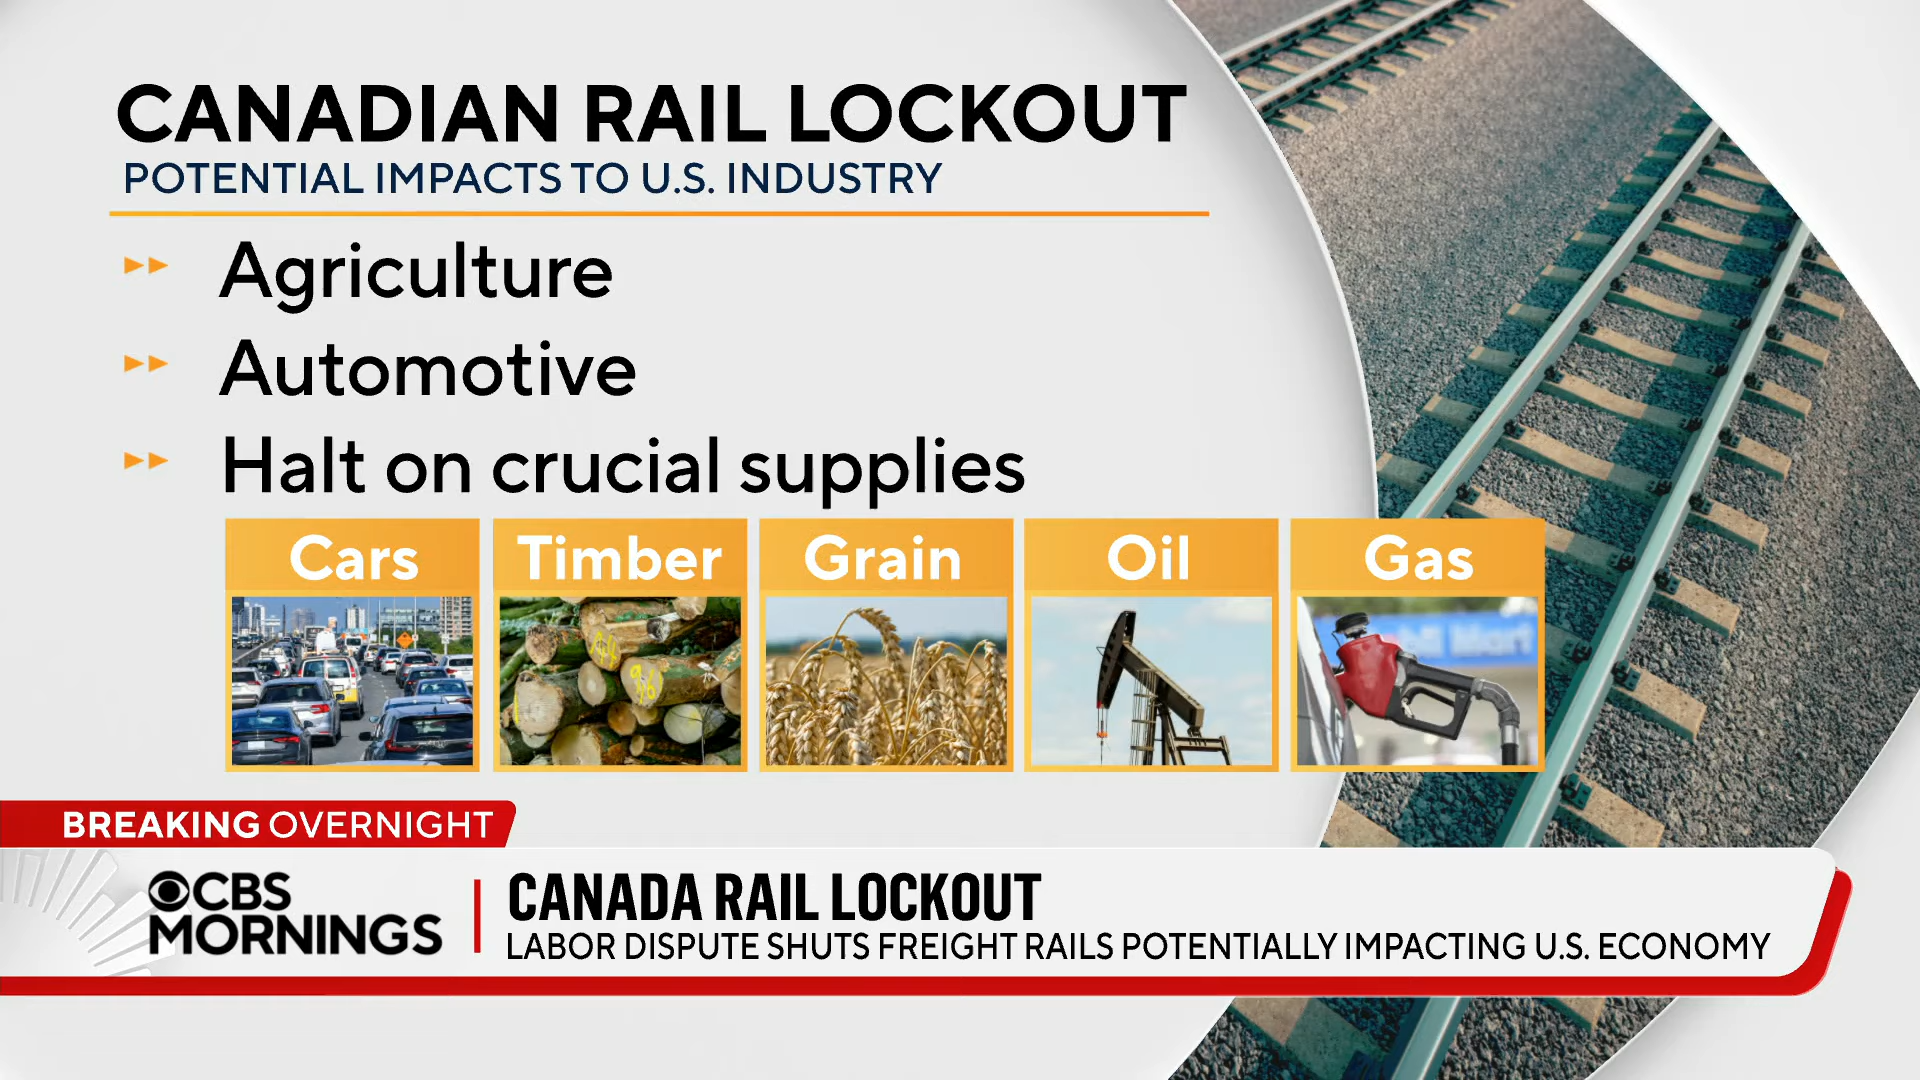 CANADIAN RAIL LOCKOUT
POTENTIAL IMPACTS TO U.S. INDUSTRY
Agriculture
Automotive
Halt on crucial supplies
Cars
Timber
Grain
Oil
Gas
BREAKING OVERNIGHT
CBS
MORNINGS
CANADA RAIL LOCKOUT
LABOR DISPUTE SHUTS FREIGHT RAILS POTENTIALLY IMPACTING U.S. ECONOMY